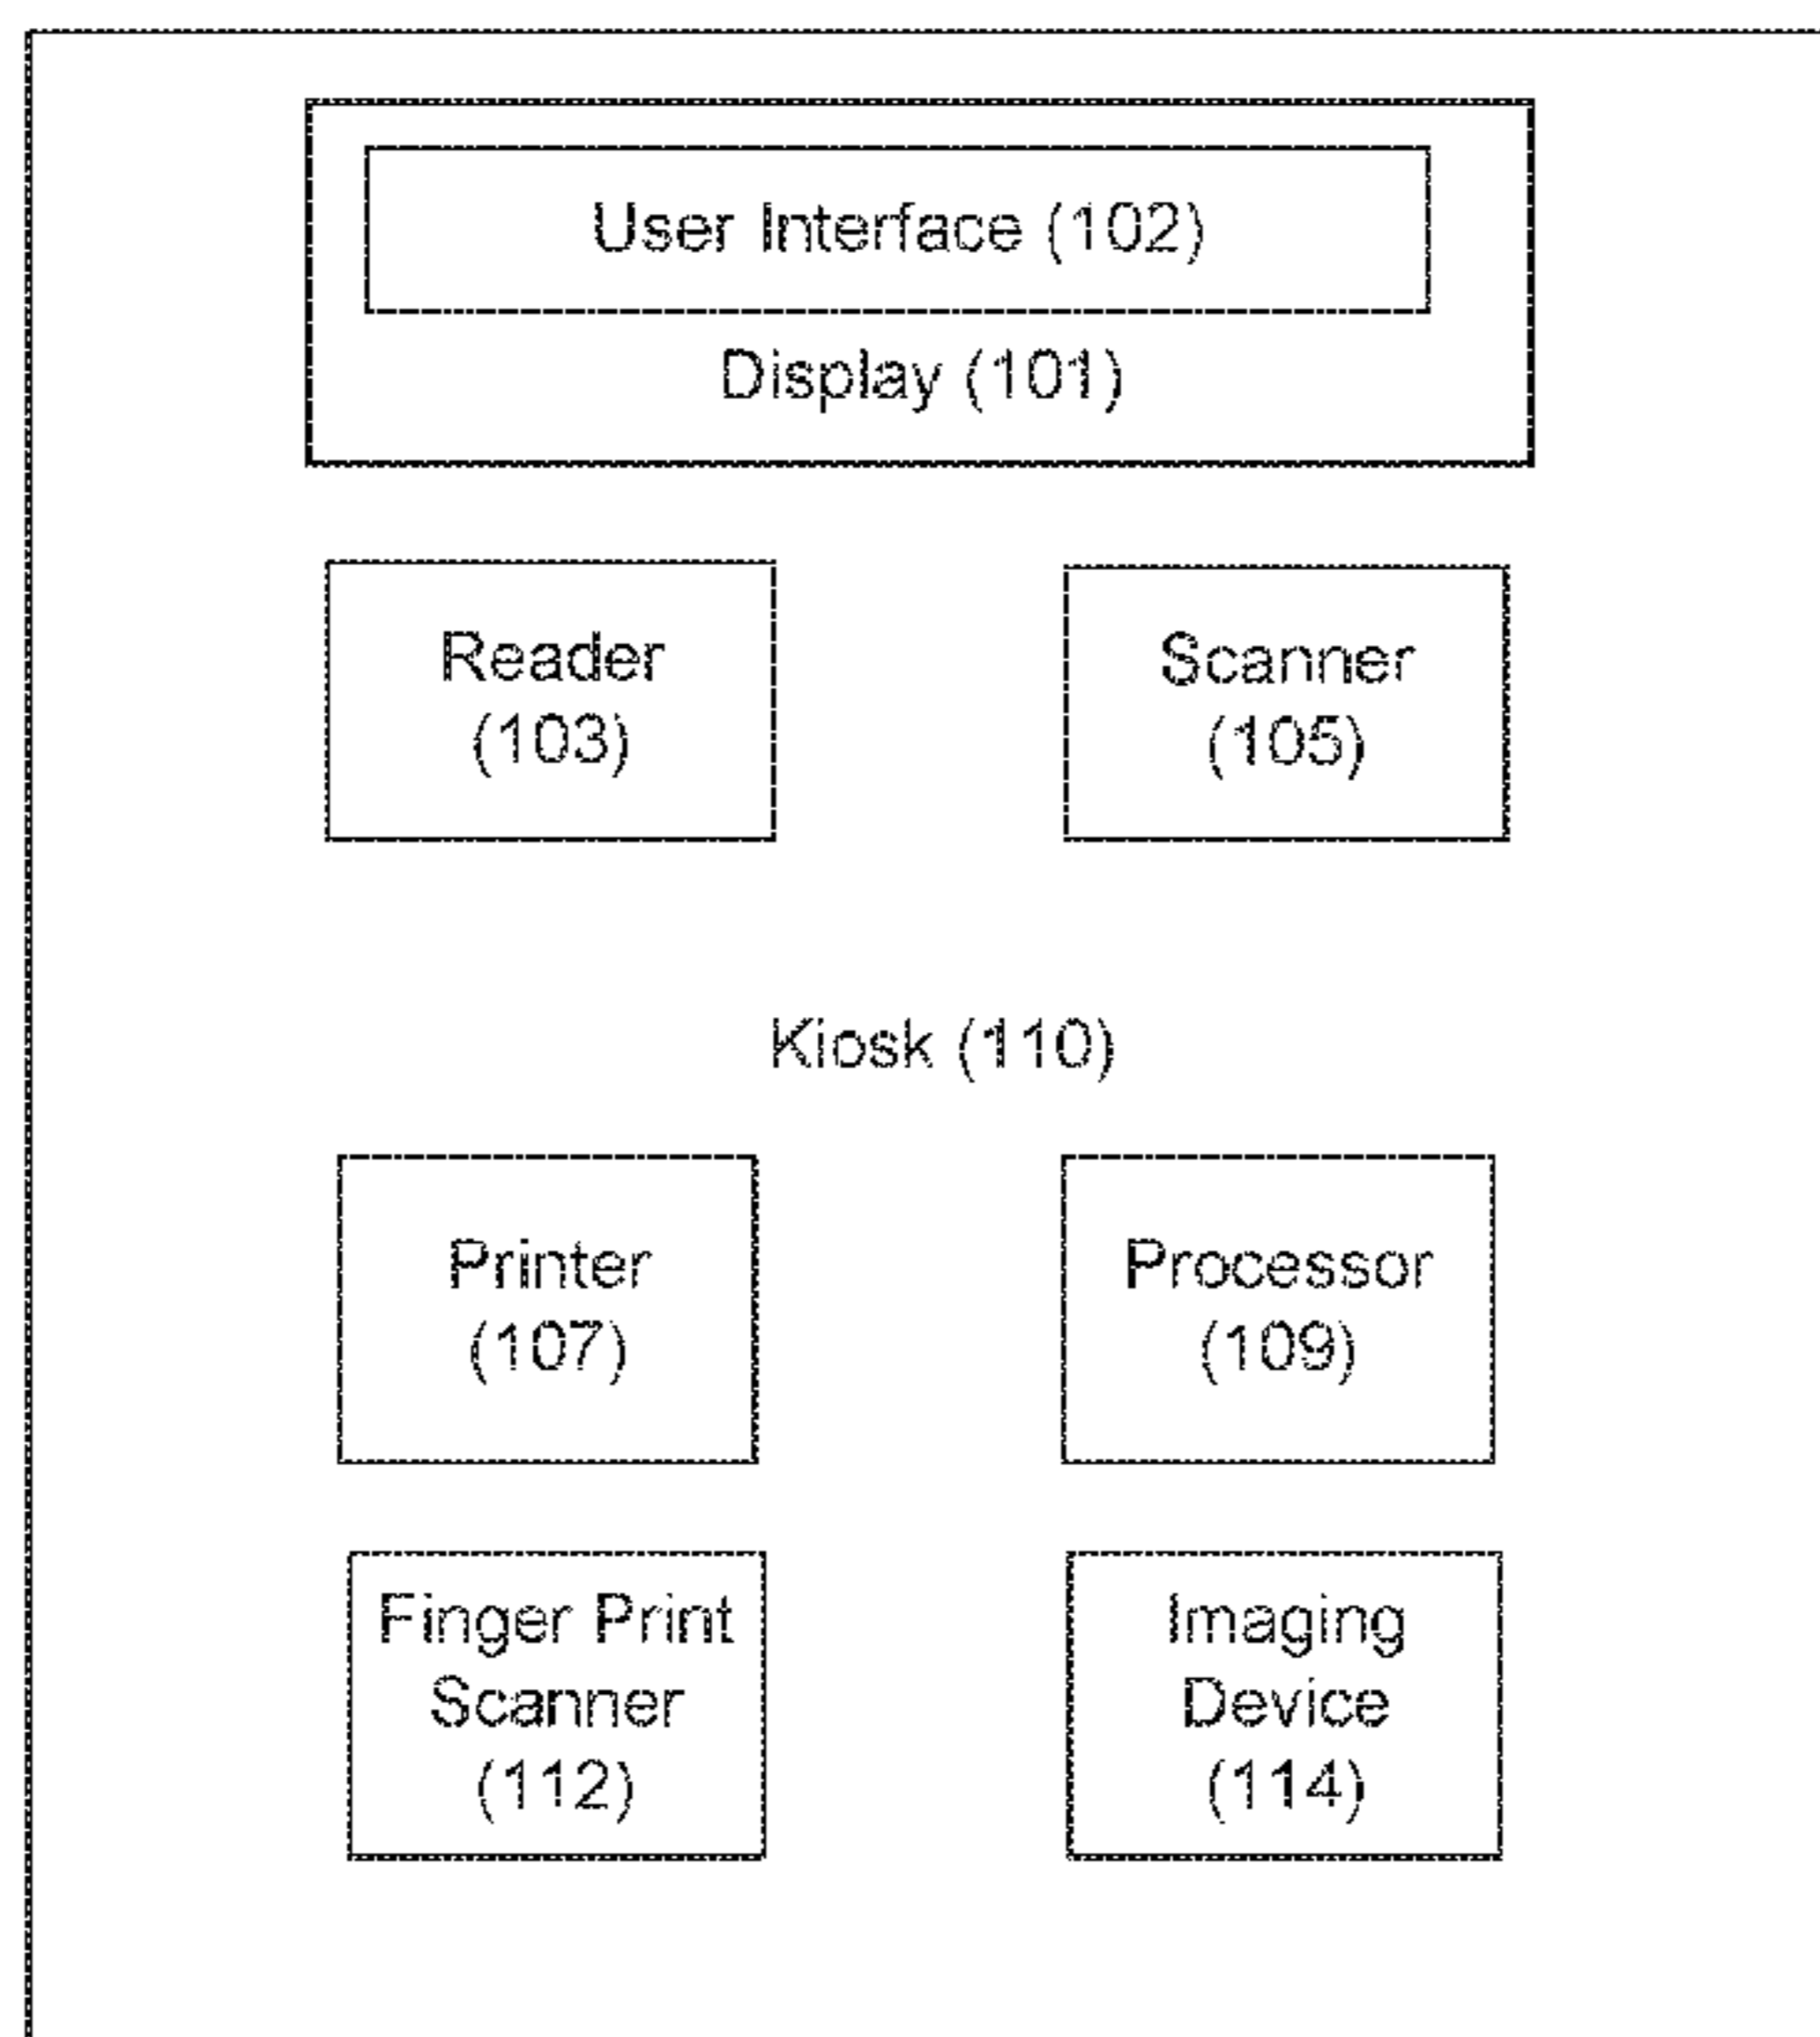 User Interface (102)
Display (101)
Reader
(103)
Scanner
(105)
Kiosk (110)
Printer
(107)
Processor
(109)
Finger Print
Scanner
(112)
Imaging
Device
(114)